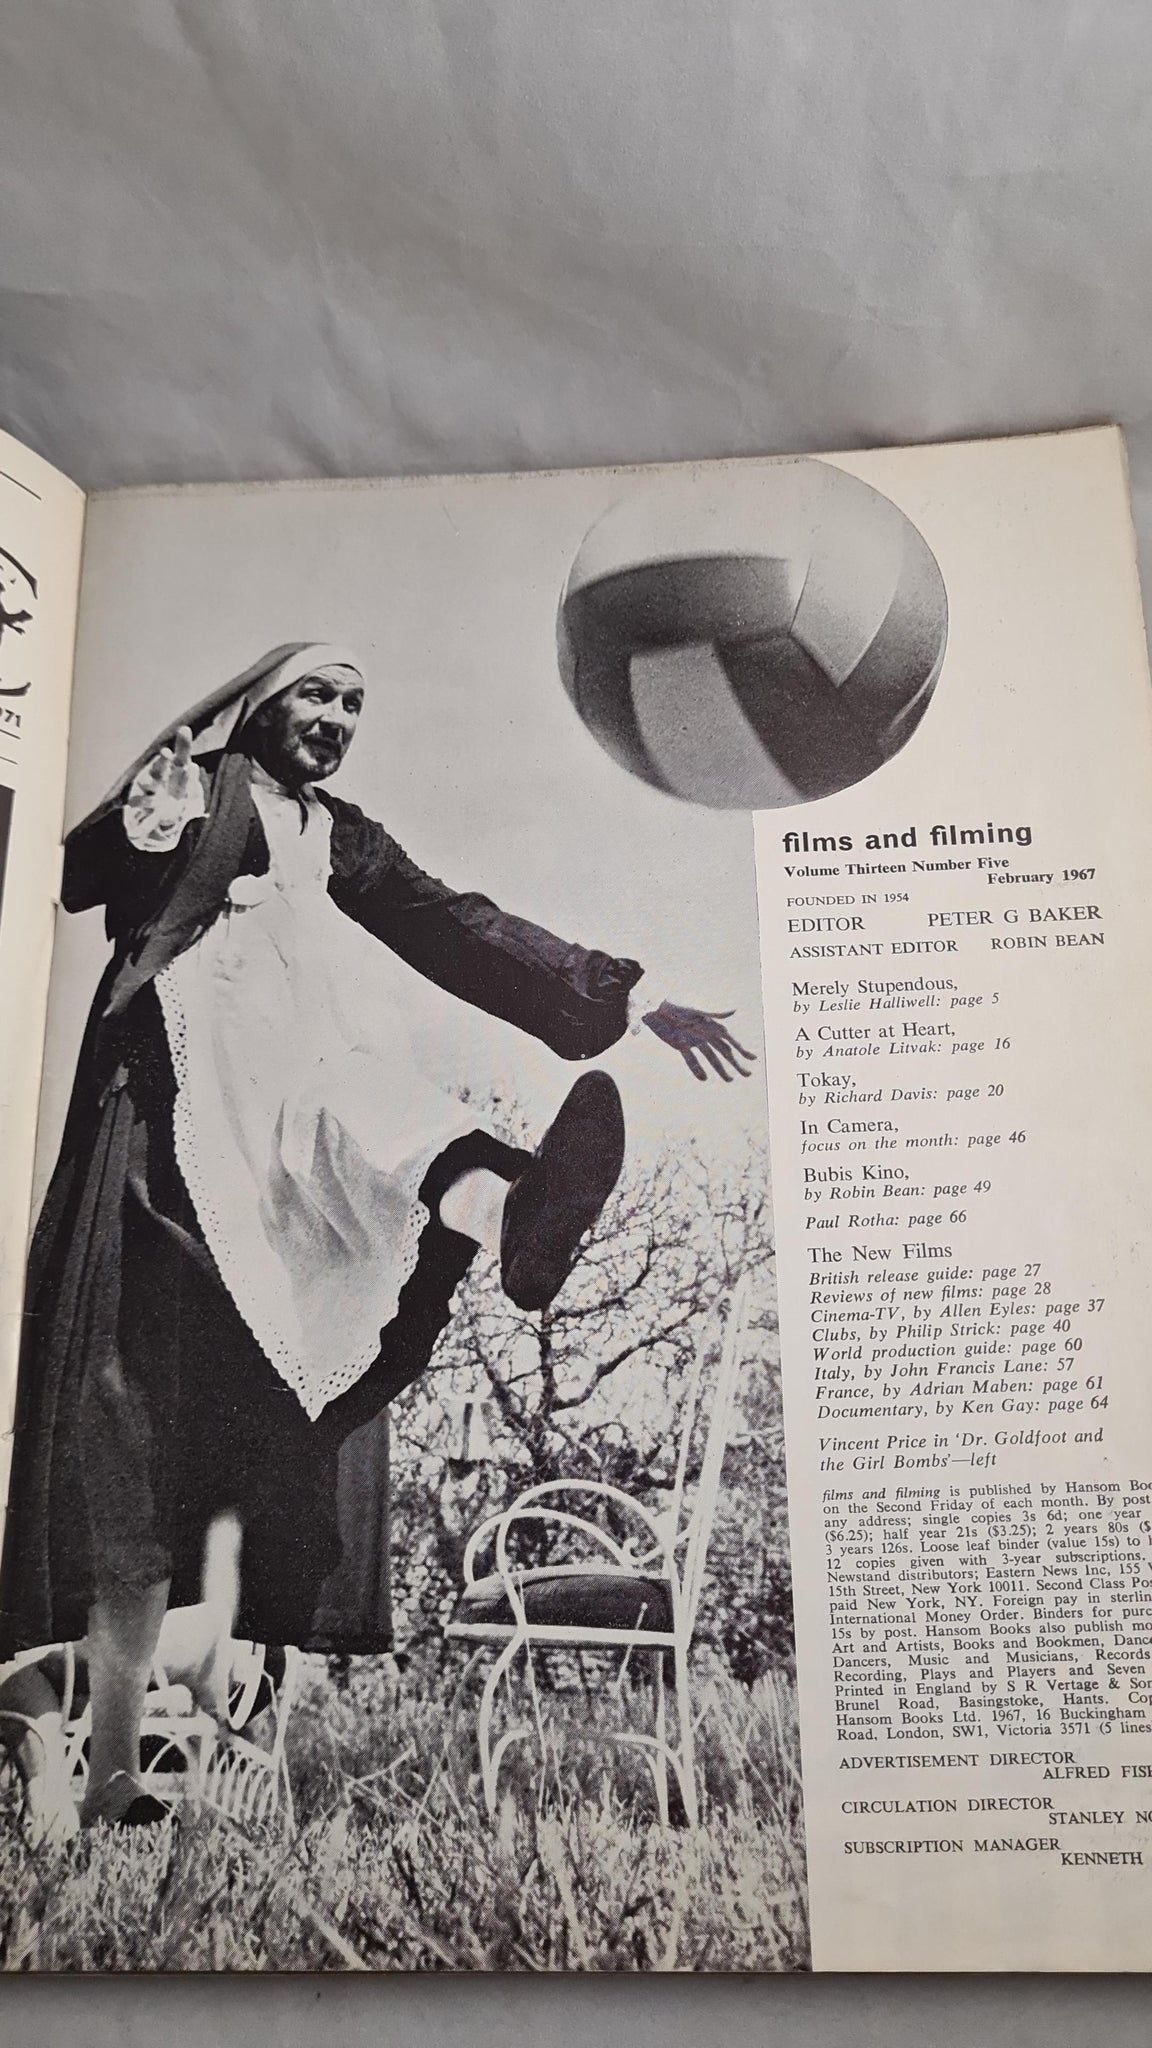 971
films and filming
Volume Thirteen Number Five
February 1967
FOUNDED IN 1954
EDITOR PETER G BAKER
ASSISTANT EDITOR ROBIN BEAN
Merely Stupendous,
by Leslie Halliwell: page 5
A Cutter at Heart,
by Anatole Litvak: page 16
Tokay,
by Richard Davis: page 20
In Camera,
focus on the month: page 46
Bubis Kino,
by Robin Bean: page 49
Paul Rotha: page 66
The New Films
British release guide: page 27
Reviews of new films: page 28
Cinema-TV, by Allen Eyles: page 37
Clubs, by Philip Strick: page 40
World production guide: page 60
Italy, by John Francis Lane: 57
France, by Adrian Maben: page 61
Documentary, by Ken Gay: page 64
Vincent Price in 'Dr. Goldfoot and
the Girl Bombs'—left
films and filming is published by Hansom Boo
on the Second Friday of each month. By post
any address; single copies 3s 6d; one year
($6.25); half year 21s ($3.25); 2 years 80s ($
3 years 126s. Loose leaf binder (value 15s) to
12 copies given with 3-year subscriptions.
Newstand distributors; Eastern News Inc, 155
15th Street, New York 10011. Second Class Pos
paid New York, NY. Foreign pay in sterlin
International Money Order. Binders for purc
15s by post. Hansom Books also publish mo
Art and Artists, Books and Bookmen, Dance
Dancers, Music and Musicians, Records
Recording, Plays and Players and Seven
Printed in England by S R Vertage & Son
Brunel Road, Basingstoke, Hants. Cop
Hansom Books Ltd. 1967, 16 Buckingham
Road, London, SW1, Victoria 3571 (5 lines
ADVERTISEMENT DIRECTOR
ALFRED FISH
CIRCULATION DIRECTOR
STANLEY NO
SUBSCRIPTION MANAGER
KENNETH